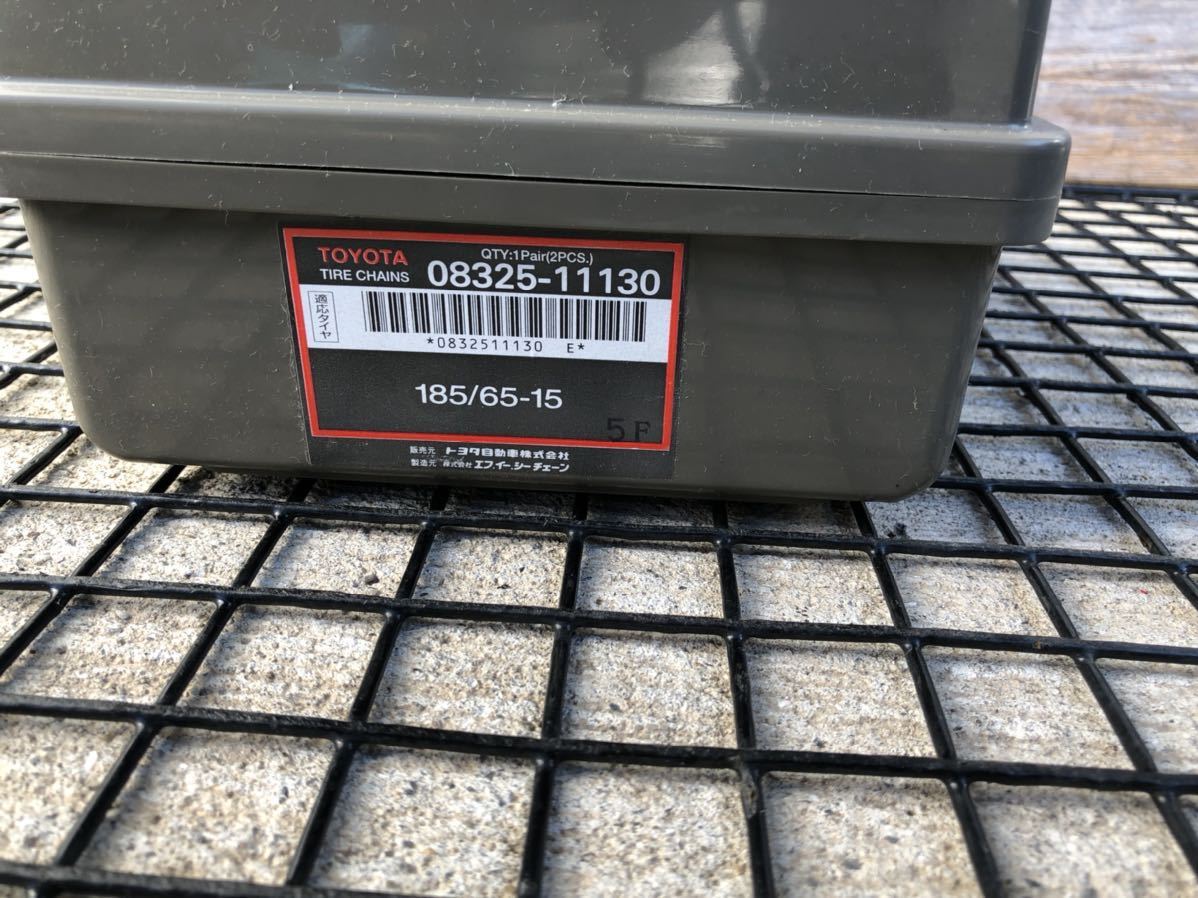 TOYOTA QTY:1Pair(2PCS.)
TIRE CHAINS 08325-11130
適応タイヤ
*0832511130 E*
185/65-15
5F
販売元 トヨタ自動車株式会社
製造元 株式会社エフイーシーチェーン